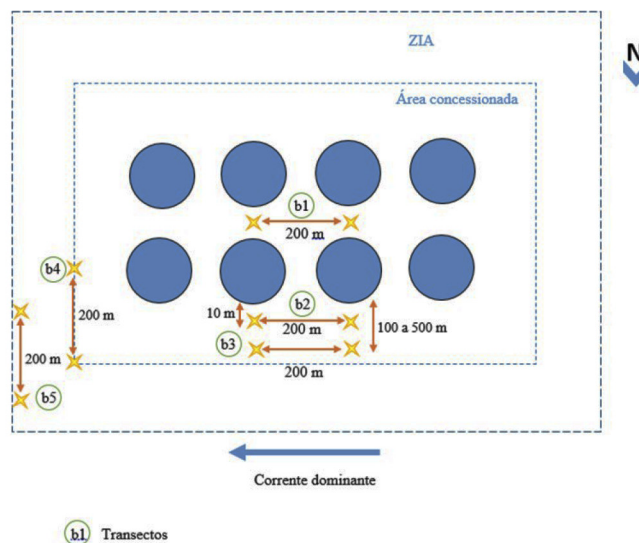 ZIA
N
Área concessionada
b1
200 m
b4
10 m
b2
200 m
200 m
100 a 500 m
b3
200 m
200 m
b5
Corrente dominante
b1 Transectos